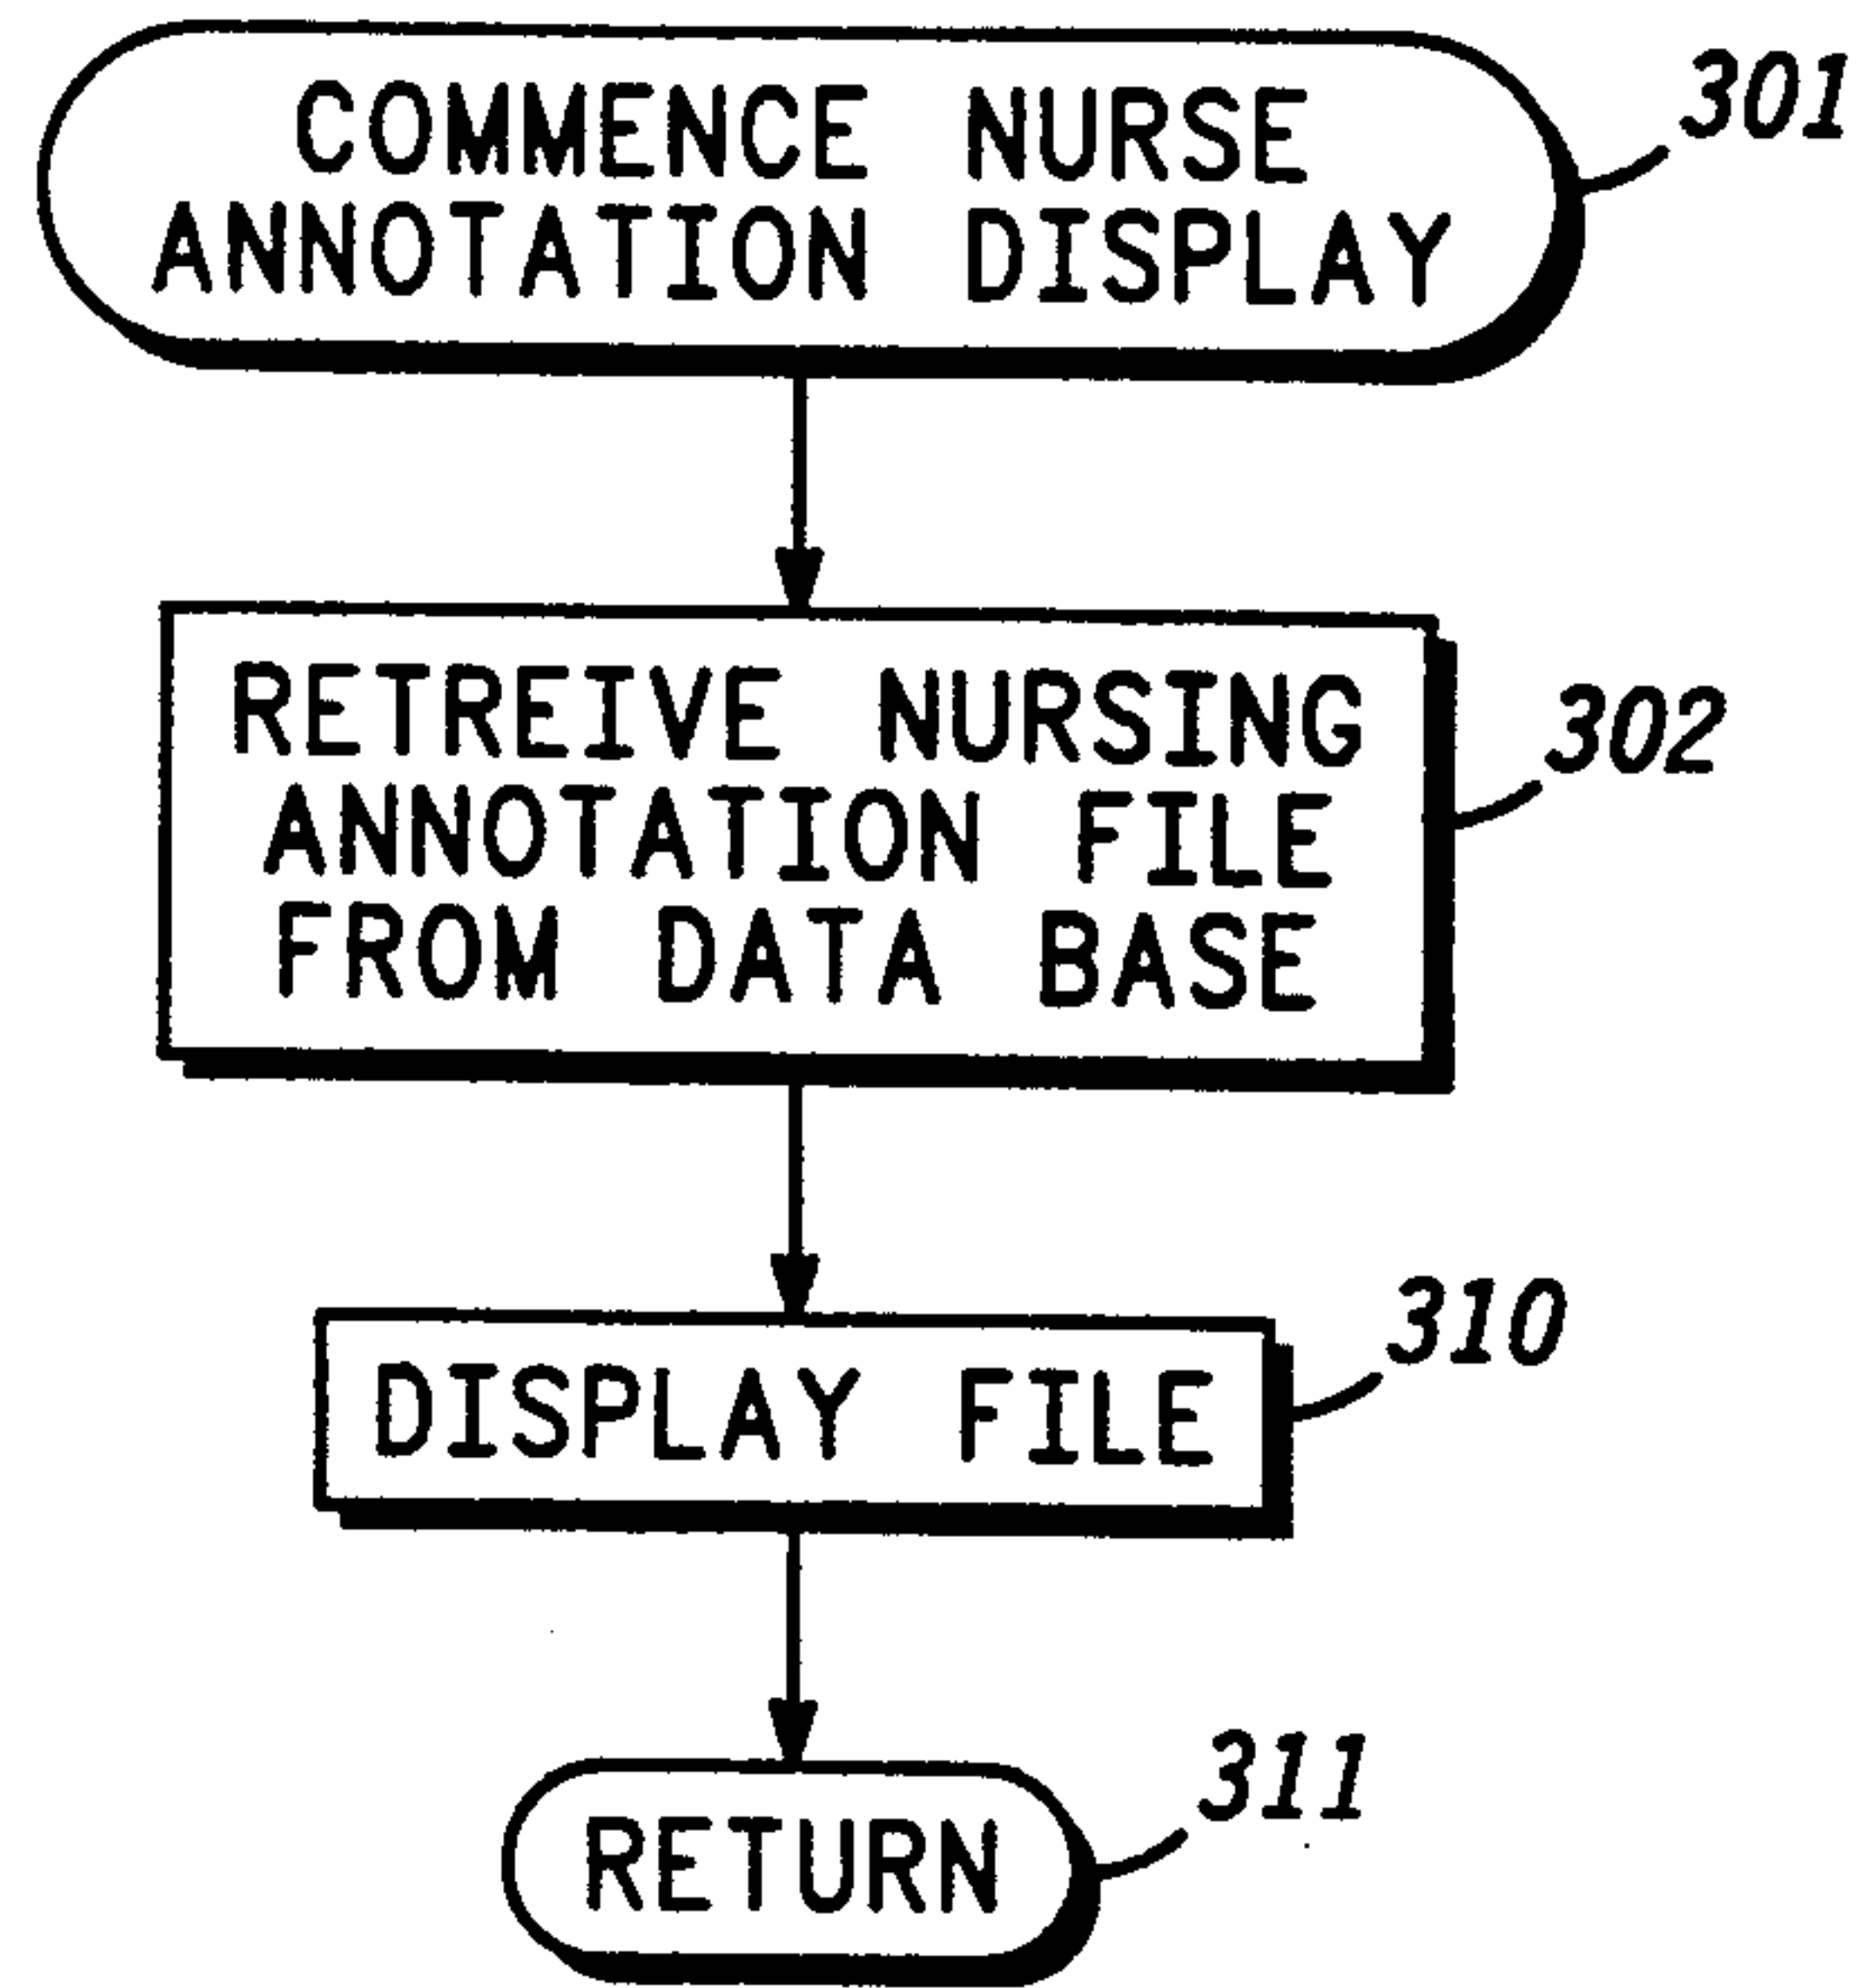 COMMENCE NURSE
ANNOTATION DISPLAY
301
RETREIVE NURSING
ANNOTATION FILE
FROM DATA BASE
302
DISPLAY FILE
310
RETURN
311